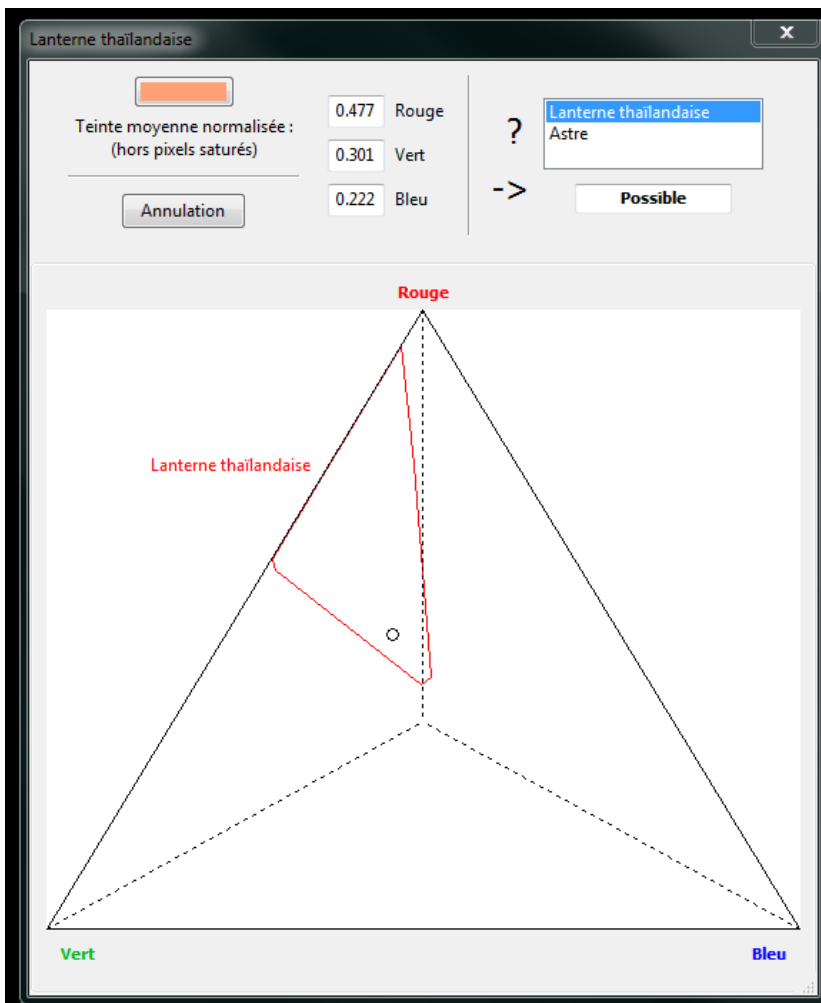 Lanterne thaïlandaise
X
Teinte moyenne normalisée :
(hors pixels saturés)
Annulation
0.477 Rouge
0.301 Vert
0.222 Bleu
?
->
Lanterne thaïlandaise
Astre
Possible
Rouge
Lanterne thaïlandaise
Vert
Bleu